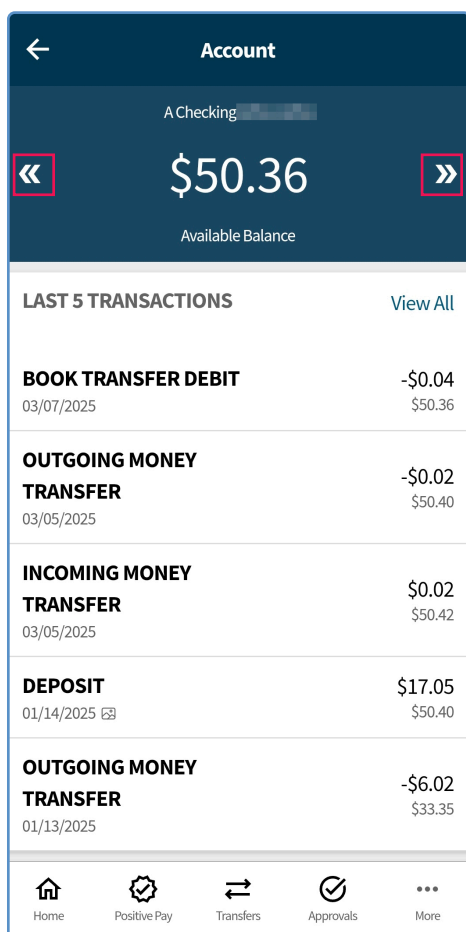 Account
A Checking
$50.36
Available Balance
LAST 5 TRANSACTIONS View All
BOOK TRANSFER DEBIT -$0.04
03/07/2025 $50.36
OUTGOING MONEY
TRANSFER -$0.02
03/05/2025 $50.40
INCOMING MONEY
TRANSFER $0.02
03/05/2025 $50.42
DEPOSIT $17.05
01/14/2025 $50.40
OUTGOING MONEY
TRANSFER -$6.02
01/13/2025 $33.35
Home Positive Pay Transfers Approvals More